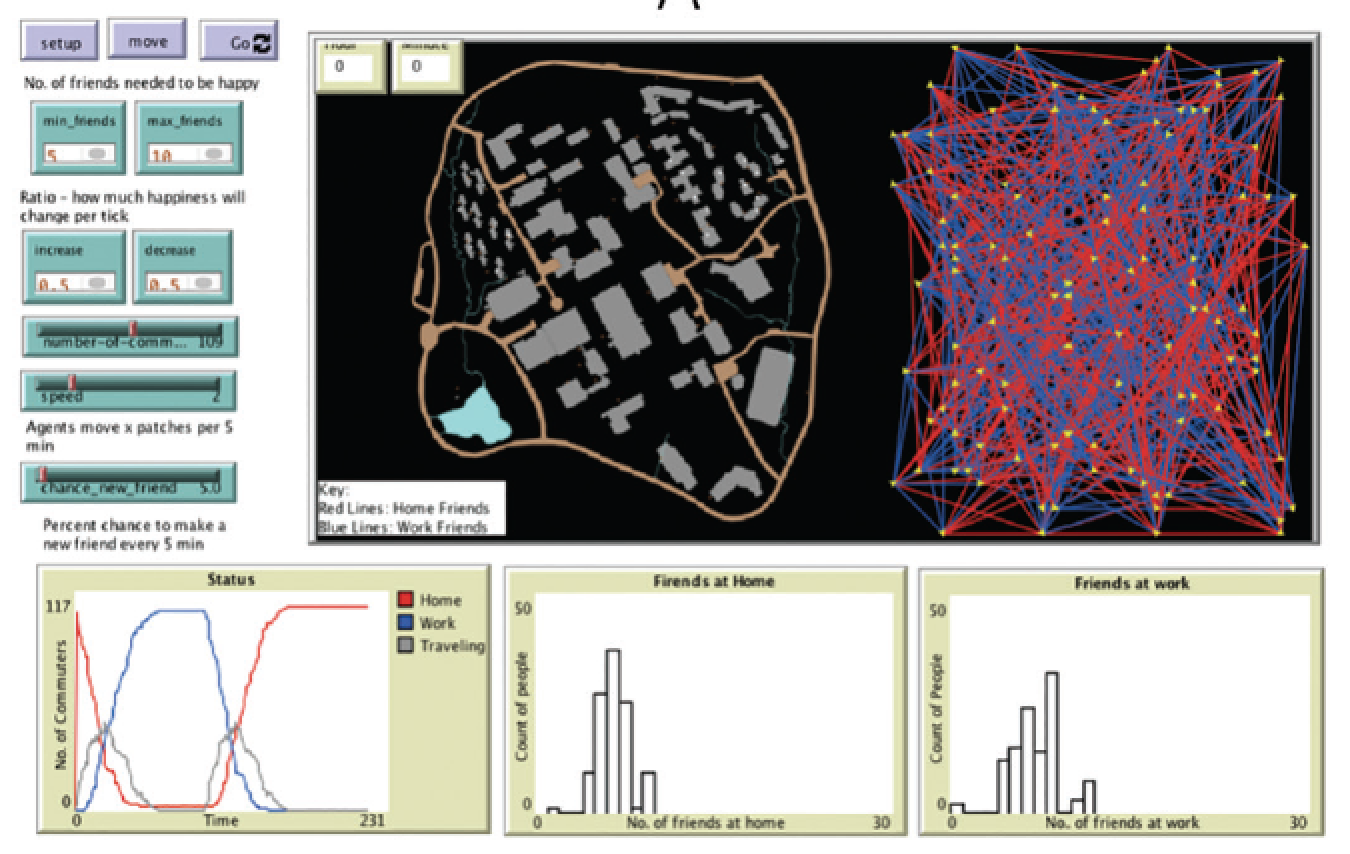 setup
move
Go
No. of friends needed to be happy
min_friends
5
max_friends
10
Ratio - how much happiness will
change per tick
increase
0.5
decrease
0.5
number-of-comm... 109
speed 2
Agents move x patches per 5
min
chance_new_friend 5.0
Percent chance to make a
new friend every 5 min
Hour
0
Minute
0
Key:
Red Lines: Home Friends
Blue Lines: Work Friends
Status
117
No. of Commuters
0
0
Time
231
Home
Work
Traveling
Firends at Home
50
Count of people
0
0
No. of friends at home
30
Friends at work
50
Count of People
0
0
No. of friends at work
30